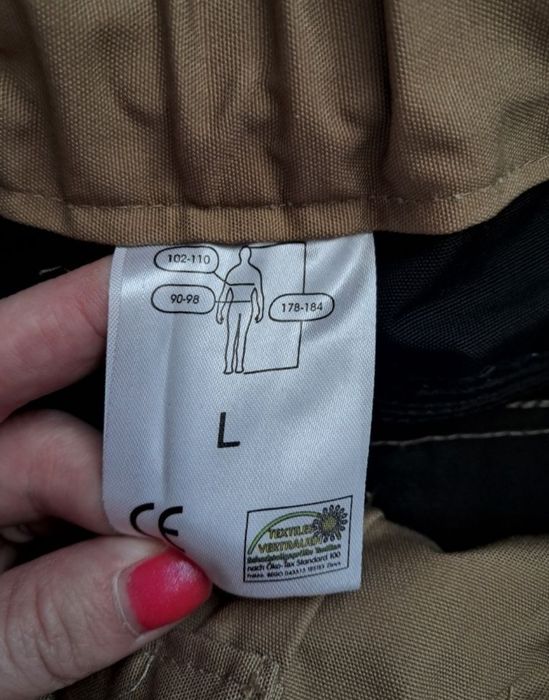 102-110
90-98
178-184
L
CE
TEXTILES
VERTRAUEN
Schadstoffgeprüfte Textilien
nach Öko-Tex Standard 100